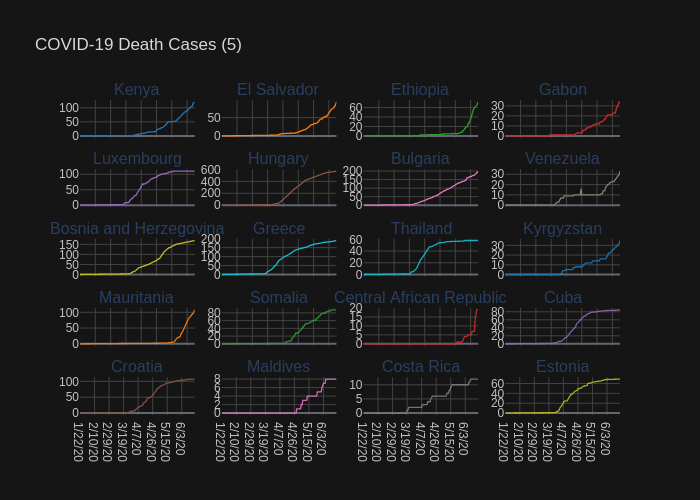 COVID-19 Death Cases (5)
Kenya El Salvador Ethiopia Gabon
100 50 0 50 0 60 40 20 0 30 20 10 0
Luxembourg Hungary Bulgaria Venezuela
100 50 0 600 400 200 0 200 150 100 50 0 30 20 10 0
Bosnia and Herzegovina Greece Thailand Kyrgyzstan
150 100 50 0 200 150 100 50 0 60 40 20 0 30 20 10 0
Mauritania Somalia Central African Republic Cuba
100 50 0 80 60 40 20 0 20 15 10 5 0 80 60 40 20 0
Croatia Maldives Costa Rica Estonia
100 50 0 8 6 4 2 0 10 5 0 60 40 20 0
1/22/20 2/10/20 2/29/20 3/19/20 4/7/20 4/26/20 5/15/20 6/3/20 1/22/20 2/10/20 2/29/20 3/19/20 4/7/20 4/26/20 5/15/20 6/3/20 1/22/20 2/10/20 2/29/20 3/19/20 4/7/20 4/26/20 5/15/20 6/3/20 1/22/20 2/10/20 2/29/20 3/19/20 4/7/20 4/26/20 5/15/20 6/3/20